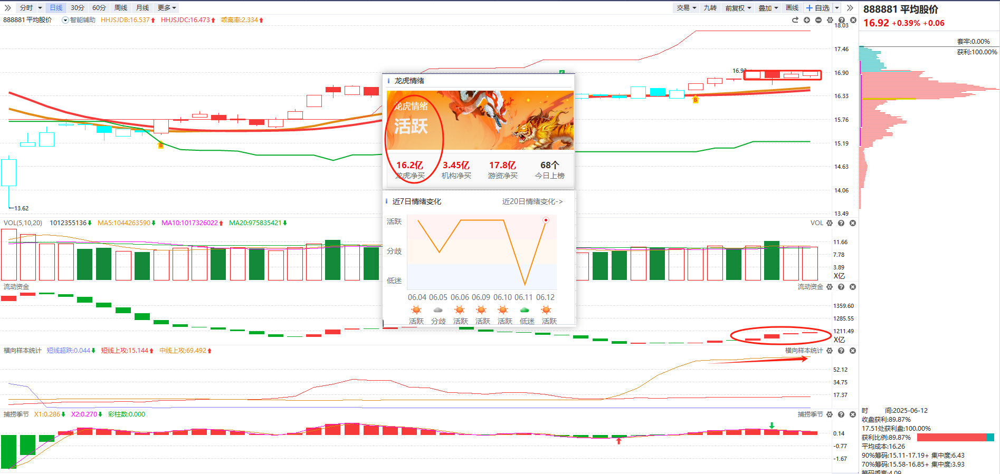 分时 日线 30分 60分 周线 月线 更多 交易 九转 前复权 叠加 画线 +自选
888881 平均股价
16.92 +0.39% +0.06
888881 平均股价 智能辅助 HHJSJDB:16.537 HHJSJDC:16.473 乖离率:2.334
18.03
17.46
16.90
16.33
15.76
15.19
14.63
14.06
13.49
16.92
13.62
B
B
套牢:0.00%
获利:100.00%
龙虎情绪
龙虎情绪
活跃
16.2亿 3.45亿 17.8亿 68个
龙虎净买 机构净买 游资净买 今日上榜
近7日情绪变化 近20日情绪变化->
活跃
分歧
低迷
06.04 06.05 06.06 06.09 06.10 06.11 06.12
活跃 分歧 活跃 活跃 活跃 低迷 活跃
VOL(5,10,20) 1012355136 MA5:1044263590 MA10:1017326022 MA20:975835421 VOL
11.66
7.78
3.89
X亿
流动资金 流动资金
1359.60
1285.55
1211.49
X亿
横向样本统计 短线超跌:0.044 短线上攻:15.144 中线上攻:69.492 横向样本统计
52.12
34.75
17.37
捕捞季节 X1:0.286 X2:0.270 彩柱数:0.000 捕捞季节
0.14
-0.77
-1.67
时 间:2025-06-12
收盘获利:89.87%
17.51处获利盘:100.00%
获利比例:89.87%
平均成本:16.26
90%筹码:15.11-17.19+ 集中度:6.43
70%筹码:15.58-16.85+ 集中度:3.93
筹码乖离:4.09